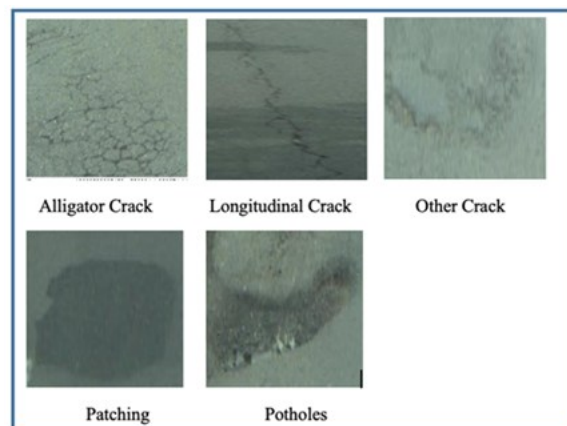 Alligator Crack
Longitudinal Crack
Other Crack
Patching
Potholes